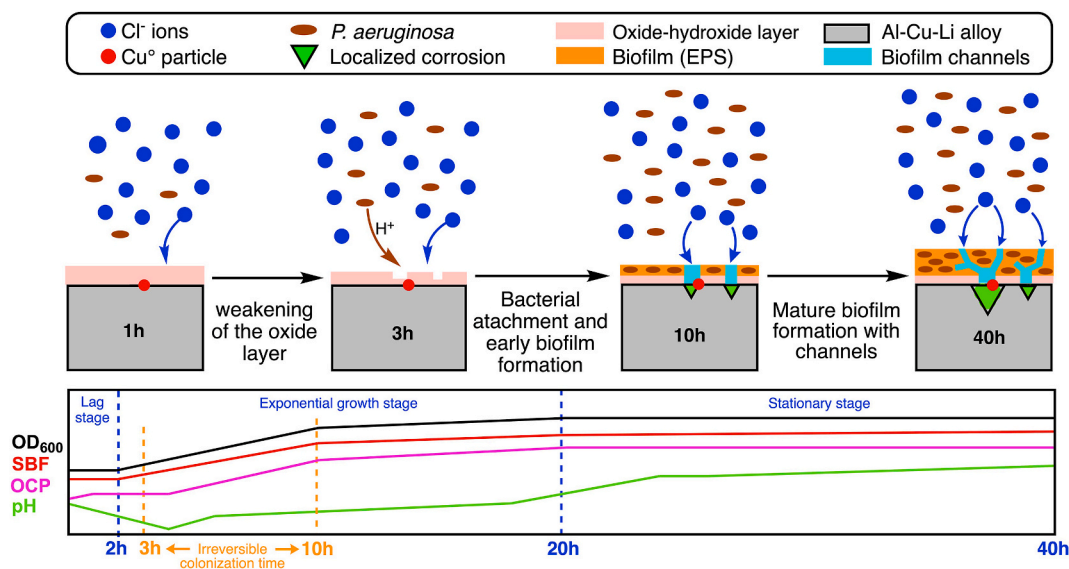 Cl⁻ ions
P. aeruginosa
Oxide-hydroxide layer
Al-Cu-Li alloy
Cu° particle
Localized corrosion
Biofilm (EPS)
Biofilm channels
H⁺
1h
weakening
of the oxide
layer
3h
Bacterial
atachment and
early biofilm
formation
10h
Mature biofilm
formation with
channels
40h
Lag
stage
Exponential growth stage
Stationary stage
OD₆₀₀
SBF
OCP
pH
2h
3h
Irreversible
colonization time
10h
20h
40h